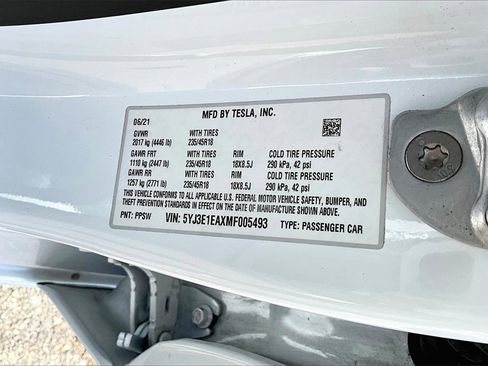 MFD BY TESLA, INC.
06/21
GVWR WITH TIRES
2017 kg (4446 lb) 235/45R18
GAWR FRT WITH TIRES RIM COLD TIRE PRESSURE
1110 kg (2447 lb) 235/45R18 18X8.5J 290 kPa, 42 psi
GAWR RR WITH TIRES RIM COLD TIRE PRESSURE
1257 kg (2771 lb) 235/45R18 18X8.5J 290 kPa, 42 psi
THIS VEHICLE CONFORMS TO ALL APPLICABLE U.S. FEDERAL MOTOR VEHICLE SAFETY, BUMPER, AND
THEFT PREVENTION STANDARDS IN EFFECT ON THE DATE OF MANUFACTURE SHOWN ABOVE.
PNT: PPSW VIN: 5YJ3E1EAXMF005493 TYPE: PASSENGER CAR